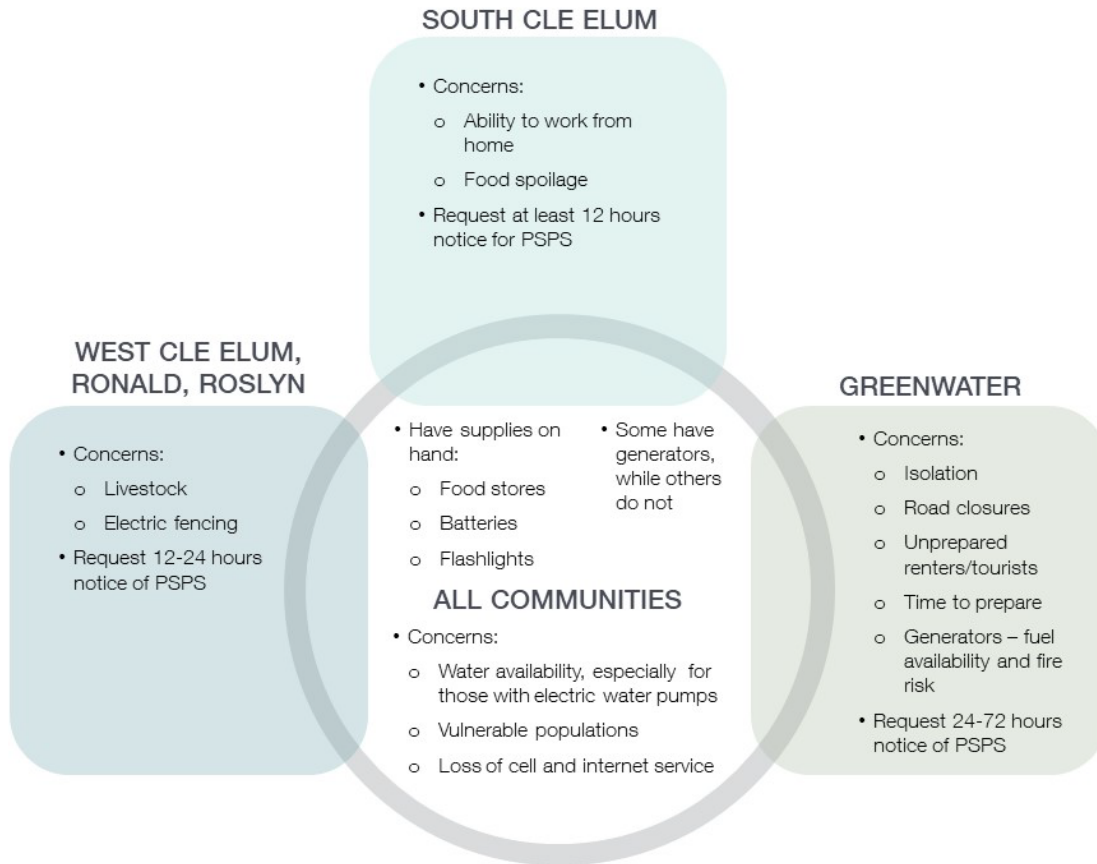 SOUTH CLE ELUM
• Concerns:
o Ability to work from
home
o Food spoilage
• Request at least 12 hours
notice for PSPS
WEST CLE ELUM,
RONALD, ROSLYN
• Concerns:
o Livestock
o Electric fencing
• Request 12-24 hours
notice of PSPS
• Have supplies on
hand:
o Food stores
o Batteries
o Flashlights
• Some have
generators,
while others
do not
ALL COMMUNITIES
• Concerns:
o Water availability, especially for
those with electric water pumps
o Vulnerable populations
o Loss of cell and internet service
GREENWATER
• Concerns:
o Isolation
o Road closures
o Unprepared
renters/tourists
o Time to prepare
o Generators – fuel
availability and fire
risk
• Request 24-72 hours
notice of PSPS